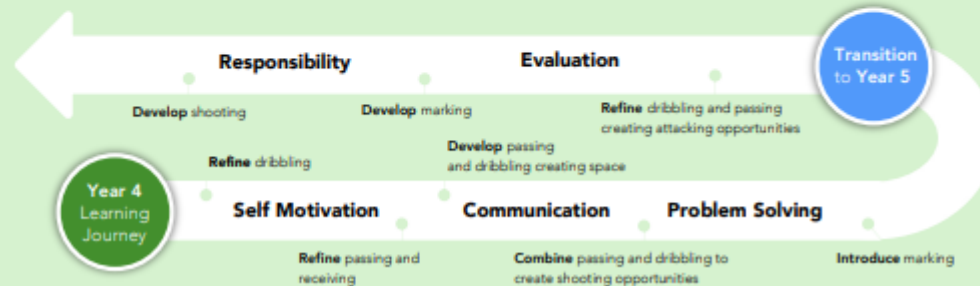 Responsibility
Evaluation
Transition
to Year 5
Develop shooting
Develop marking
Refine dribbling and passing
creating attacking opportunities
Refine dribbling
Develop passing
and dribbling creating space
Year 4
Learning
Journey
Self Motivation
Communication
Problem Solving
Refine passing and
receiving
Combine passing and dribbling to
create shooting opportunities
Introduce marking